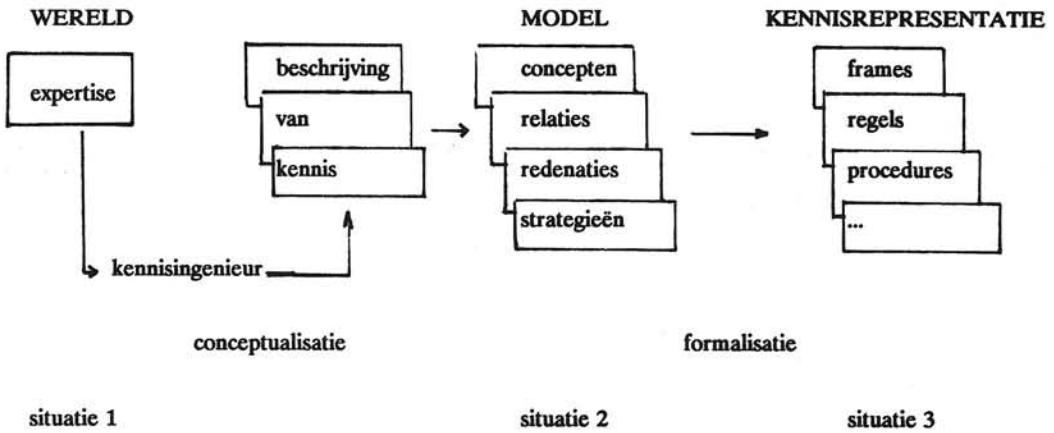 WERELD
MODEL
KENNISREPRESENTATIE
expertise
beschrijving
van
kennis
concepten
relaties
redenaties
strategieën
frames
regels
procedures
...
kennisingenieur
conceptualisatie
formalisatie
situatie 1
situatie 2
situatie 3